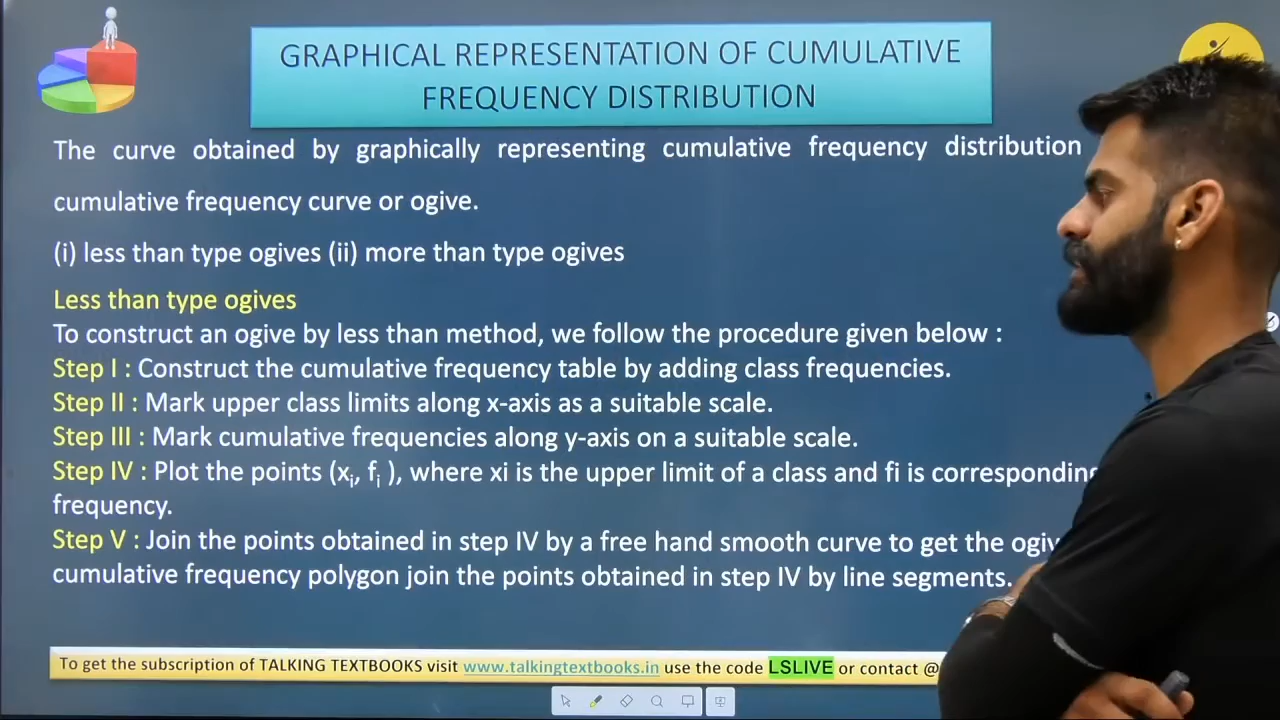 GRAPHICAL REPRESENTATION OF CUMULATIVE
FREQUENCY DISTRIBUTION
The curve obtained by graphically representing cumulative frequency distribution
cumulative frequency curve or ogive.
(i) less than type ogives (ii) more than type ogives
Less than type ogives
To construct an ogive by less than method, we follow the procedure given below :
Step I : Construct the cumulative frequency table by adding class frequencies.
Step II : Mark upper class limits along x-axis as a suitable scale.
Step III : Mark cumulative frequencies along y-axis on a suitable scale.
Step IV : Plot the points (xi, fi ), where xi is the upper limit of a class and fi is corresponding
frequency.
Step V : Join the points obtained in step IV by a free hand smooth curve to get the
cumulative frequency polygon join the points obtained in step IV by line segments.
To get the subscription of TALKING TEXTBOOKS visit www.talkingtextbooks.in use the code LSLIVE or contact @